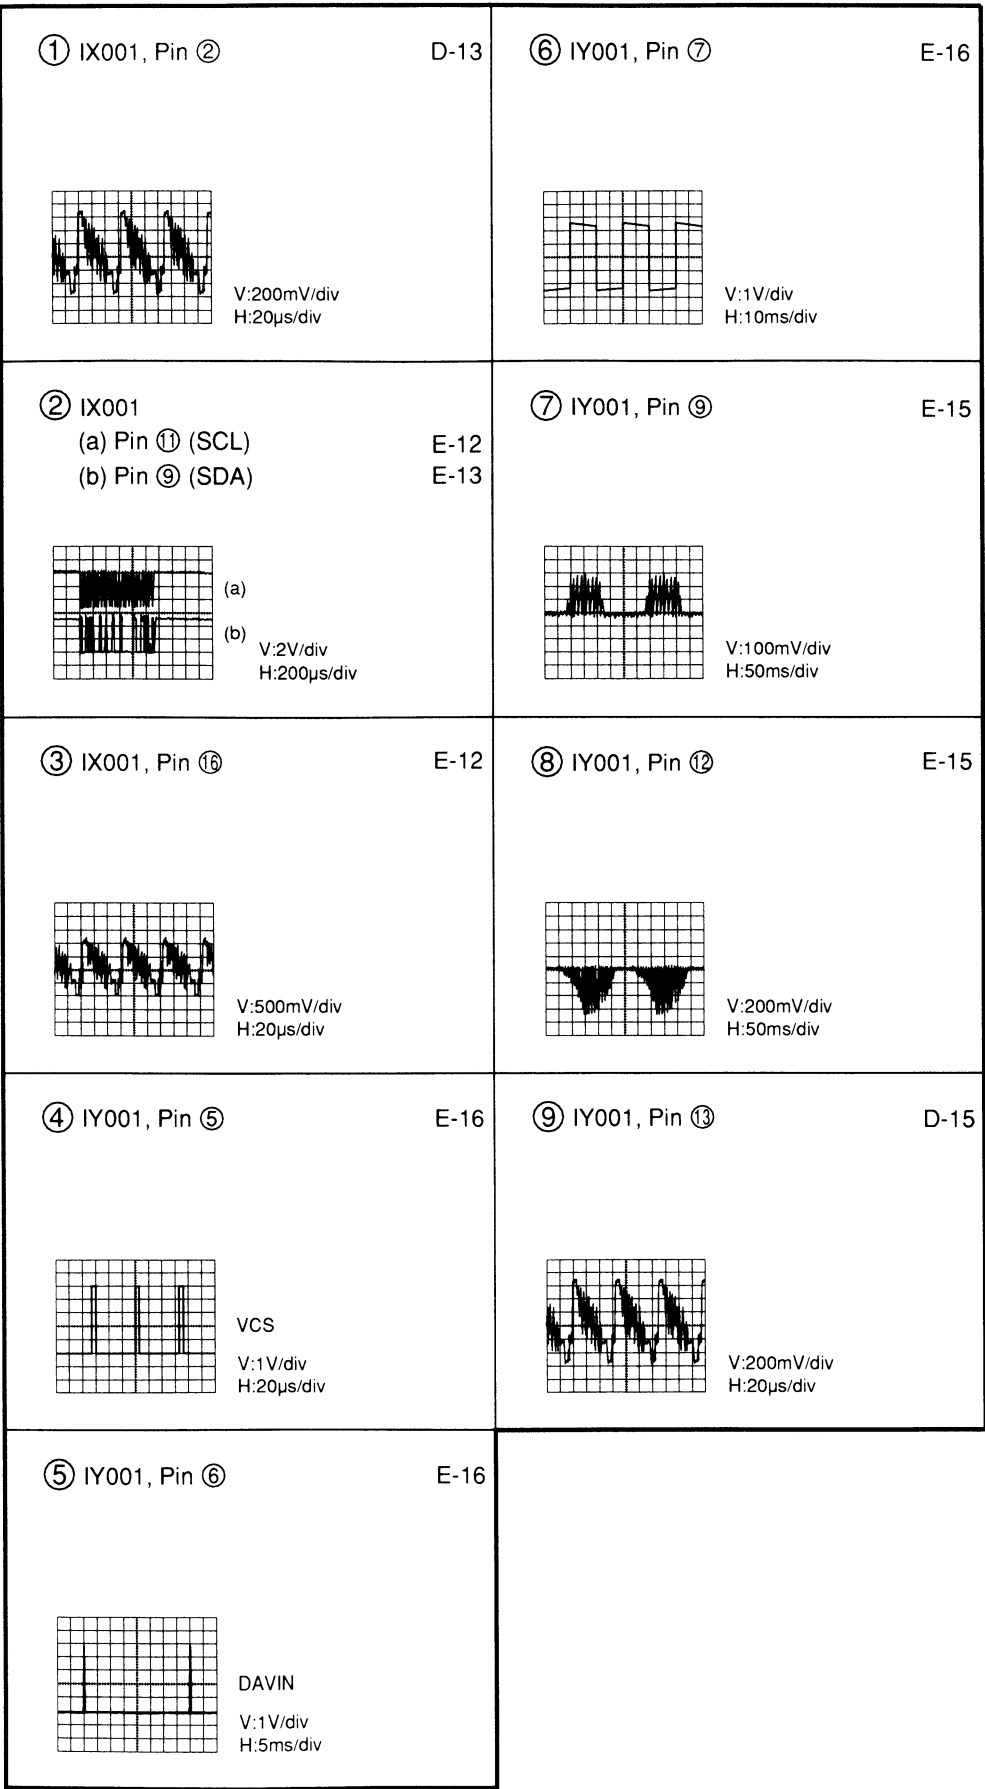 ① IX001, Pin ② D-13
V:200mV/div
H:20µs/div
② IX001
(a) Pin ⑪ (SCL) E-12
(b) Pin ⑨ (SDA) E-13
(a)
(b)
V:2V/div
H:200µs/div
③ IX001, Pin ⑯ E-12
V:500mV/div
H:20µs/div
④ IY001, Pin ⑤ E-16
VCS
V:1V/div
H:20µs/div
⑤ IY001, Pin ⑥ E-16
DAVIN
V:1V/div
H:5ms/div
⑥ IY001, Pin ⑦ E-16
V:1V/div
H:10ms/div
⑦ IY001, Pin ⑨ E-15
V:100mV/div
H:50ms/div
⑧ IY001, Pin ⑫ E-15
V:200mV/div
H:50ms/div
⑨ IY001, Pin ⑬ D-15
V:200mV/div
H:20µs/div